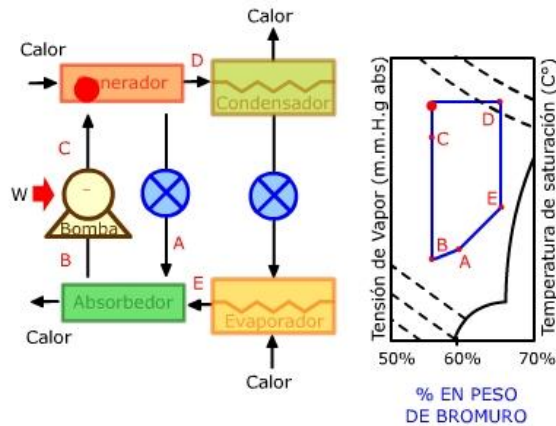 Calor
Calor
D
Generador
Condensador
C
W
Bomba
A
B
E
Absorbedor
Evaporador
Calor
Calor
Tensión de Vapor (m.m.H.g abs)
C
D
E
B
A
Temperatura de saturación (C°)
50%
60%
70%
% EN PESO
DE BROMURO